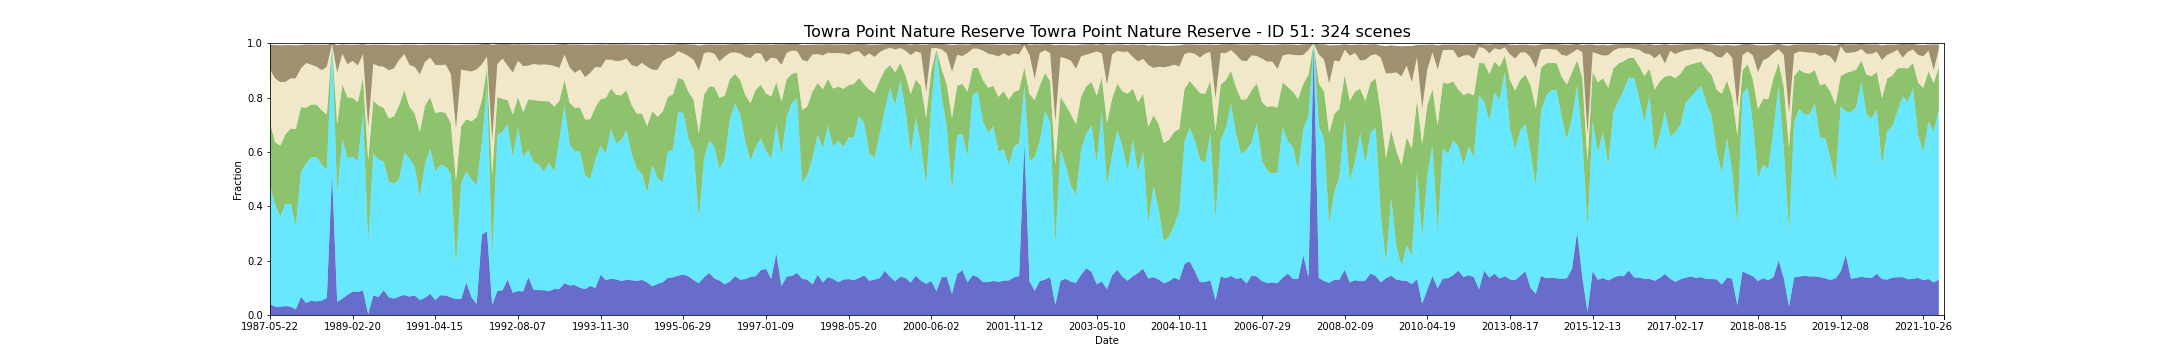 Towra Point Nature Reserve Towra Point Nature Reserve - ID 51: 324 scenes
1.0
0.8
0.6
0.4
0.2
0.0
Fraction
1987-05-22 1989-02-20 1991-04-15 1992-08-07 1993-11-30 1995-06-29 1997-01-09 1998-05-20 2000-06-02 2001-11-12 2003-05-10 2004-10-11 2006-07-29 2008-02-09 2010-04-19 2013-08-17 2015-12-13 2017-02-17 2018-08-15 2019-12-08 2021-10-26
Date